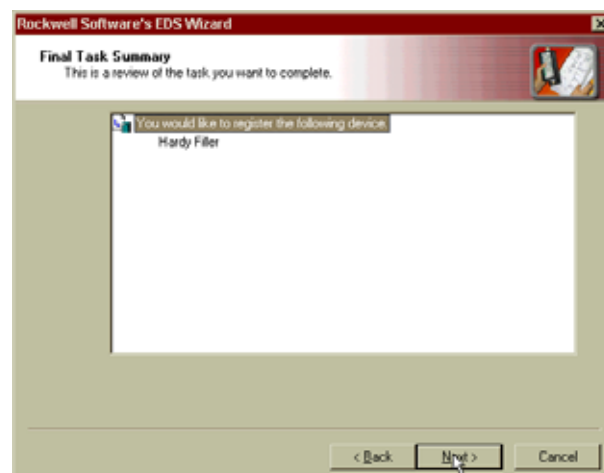 Rockwell Software's EDS Wizard
Final Task Summary
This is a review of the task you want to complete.
You would like to register the following device
Hardy Filler
< Back
Next >
Cancel